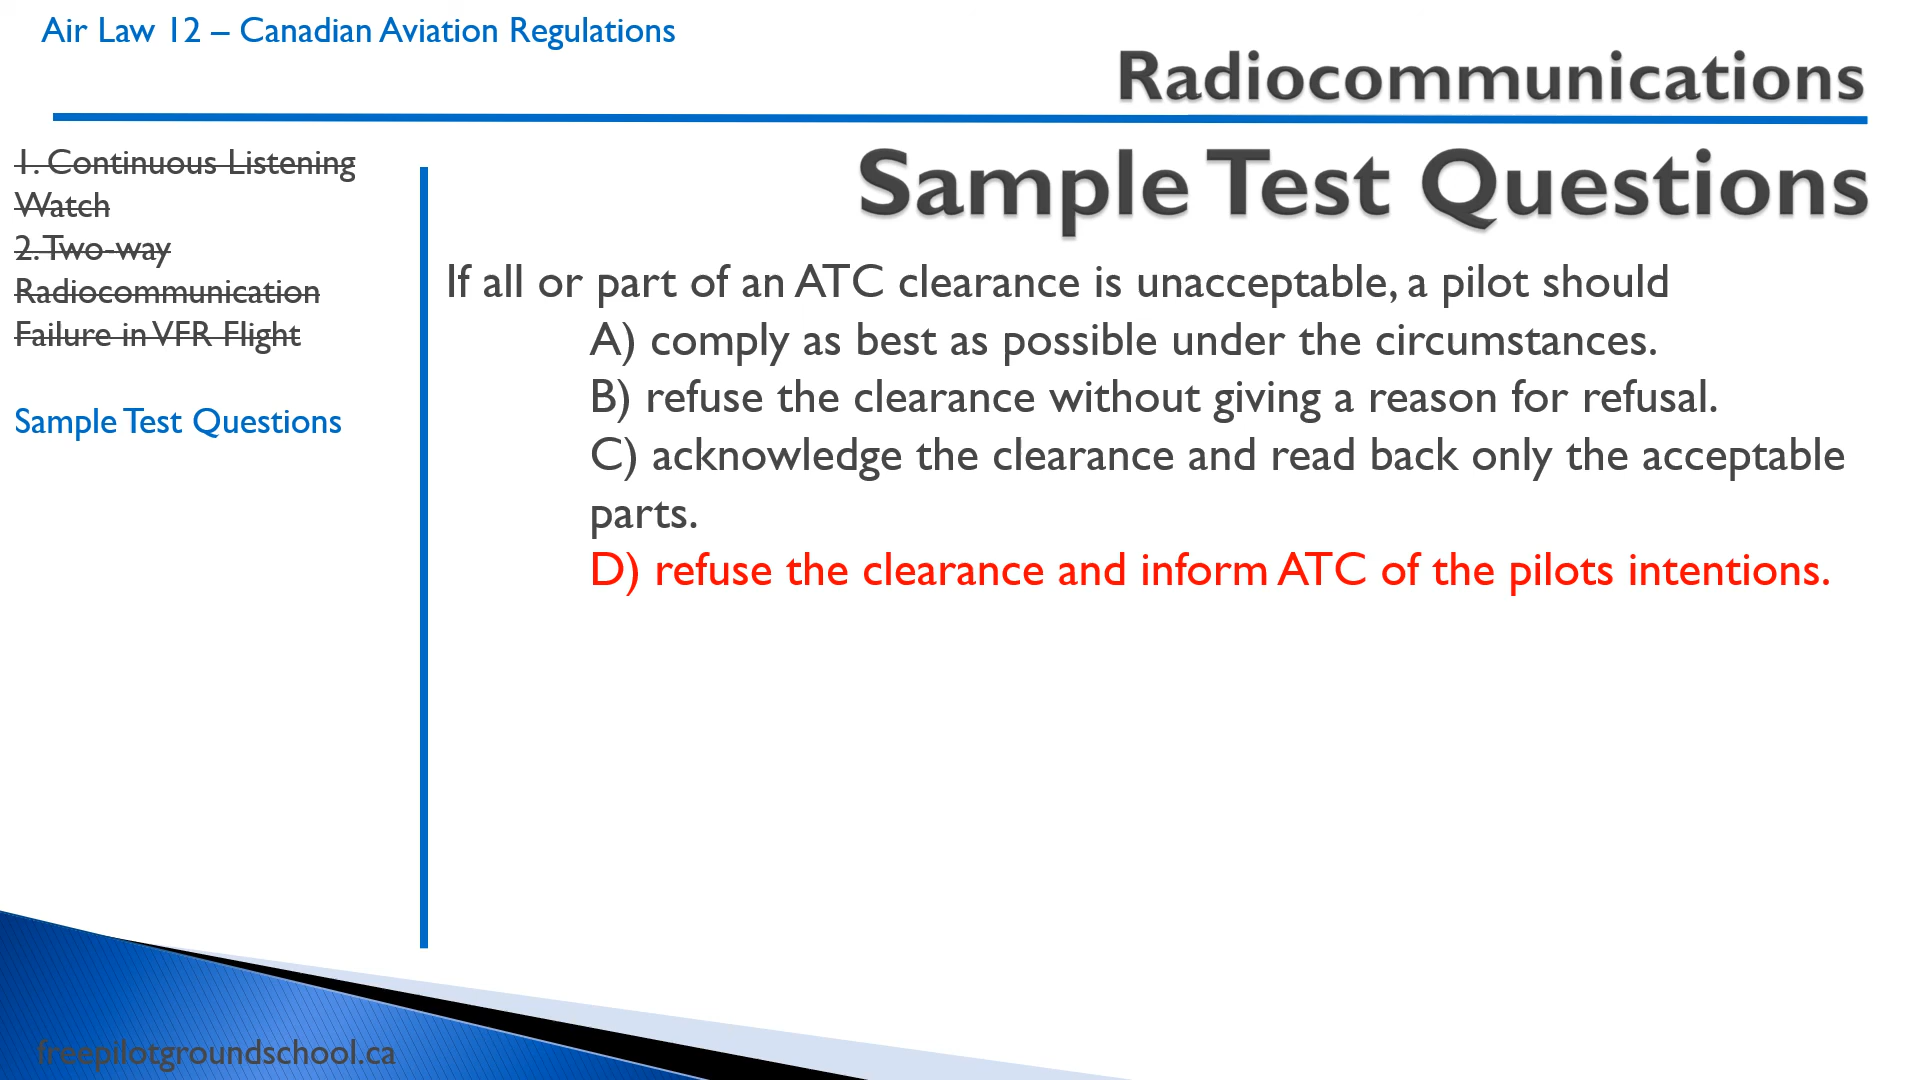 Air Law 12 – Canadian Aviation Regulations
Radiocommunications
1. Continuous Listening
Watch
2. Two-way
Radiocommunication
Failure in VFR Flight
Sample Test Questions
Sample Test Questions
If all or part of an ATC clearance is unacceptable, a pilot should
A) comply as best as possible under the circumstances.
B) refuse the clearance without giving a reason for refusal.
C) acknowledge the clearance and read back only the acceptable
parts.
D) refuse the clearance and inform ATC of the pilots intentions.
freepilotgroundschool.ca